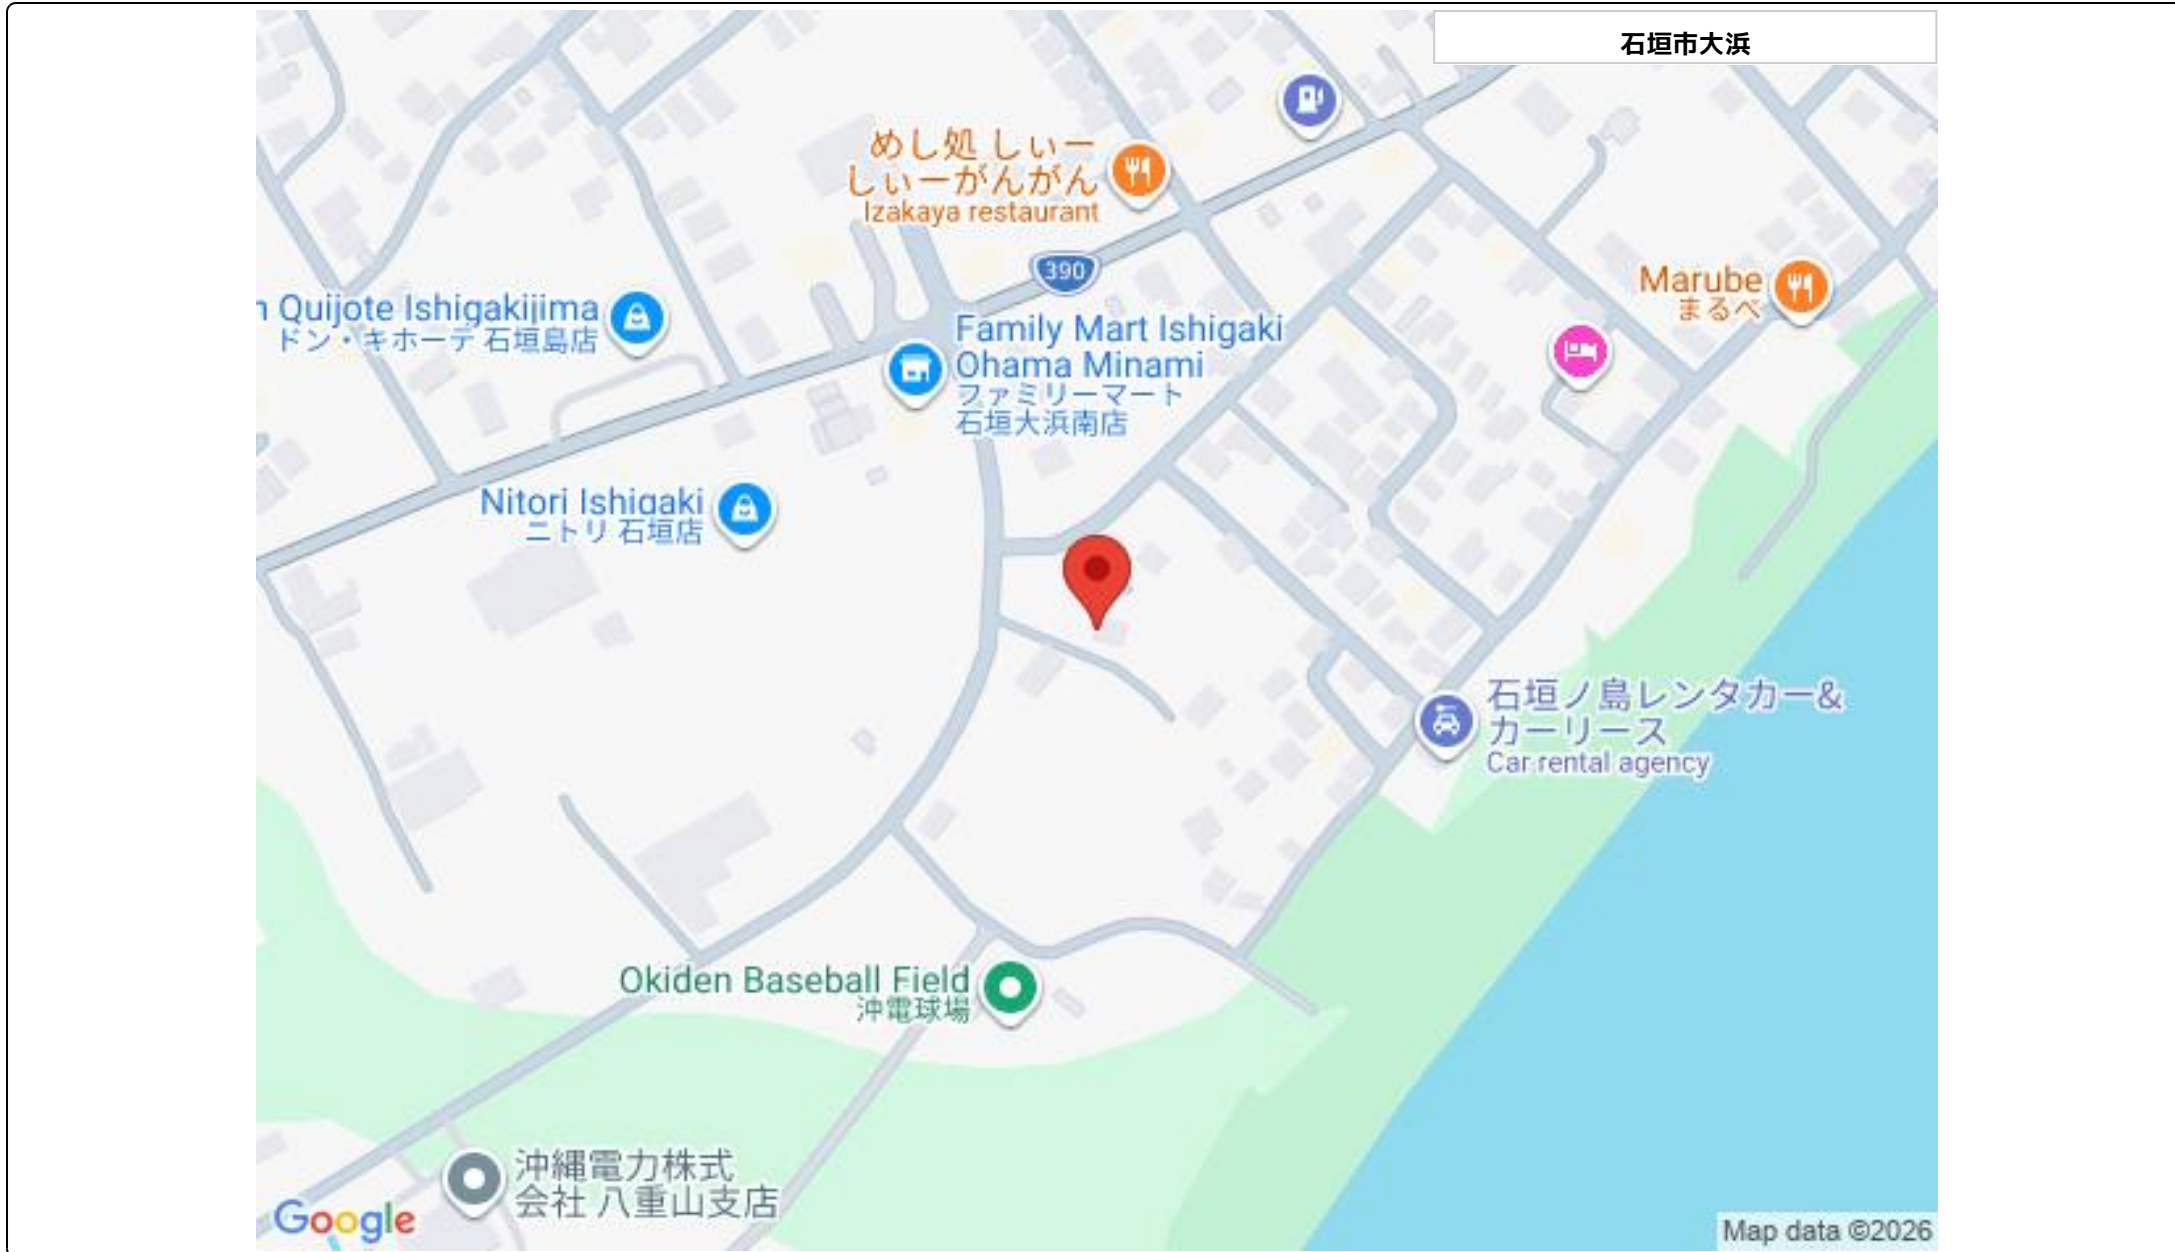 石垣市大浜
めし処 しぃー
しぃーがんがん
Izakaya restaurant
390
Marube
まるべ
n Quijote Ishigakijima
ドン・キホーテ 石垣島店
Family Mart Ishigaki
Ohama Minami
ファミリーマート
石垣大浜南店
Nitori Ishigaki
ニトリ 石垣店
石垣ノ島レンタカー&
カーリース
Car rental agency
Okiden Baseball Field
沖電球場
沖縄電力株式
会社 八重山支店
Google
Map data ©2026